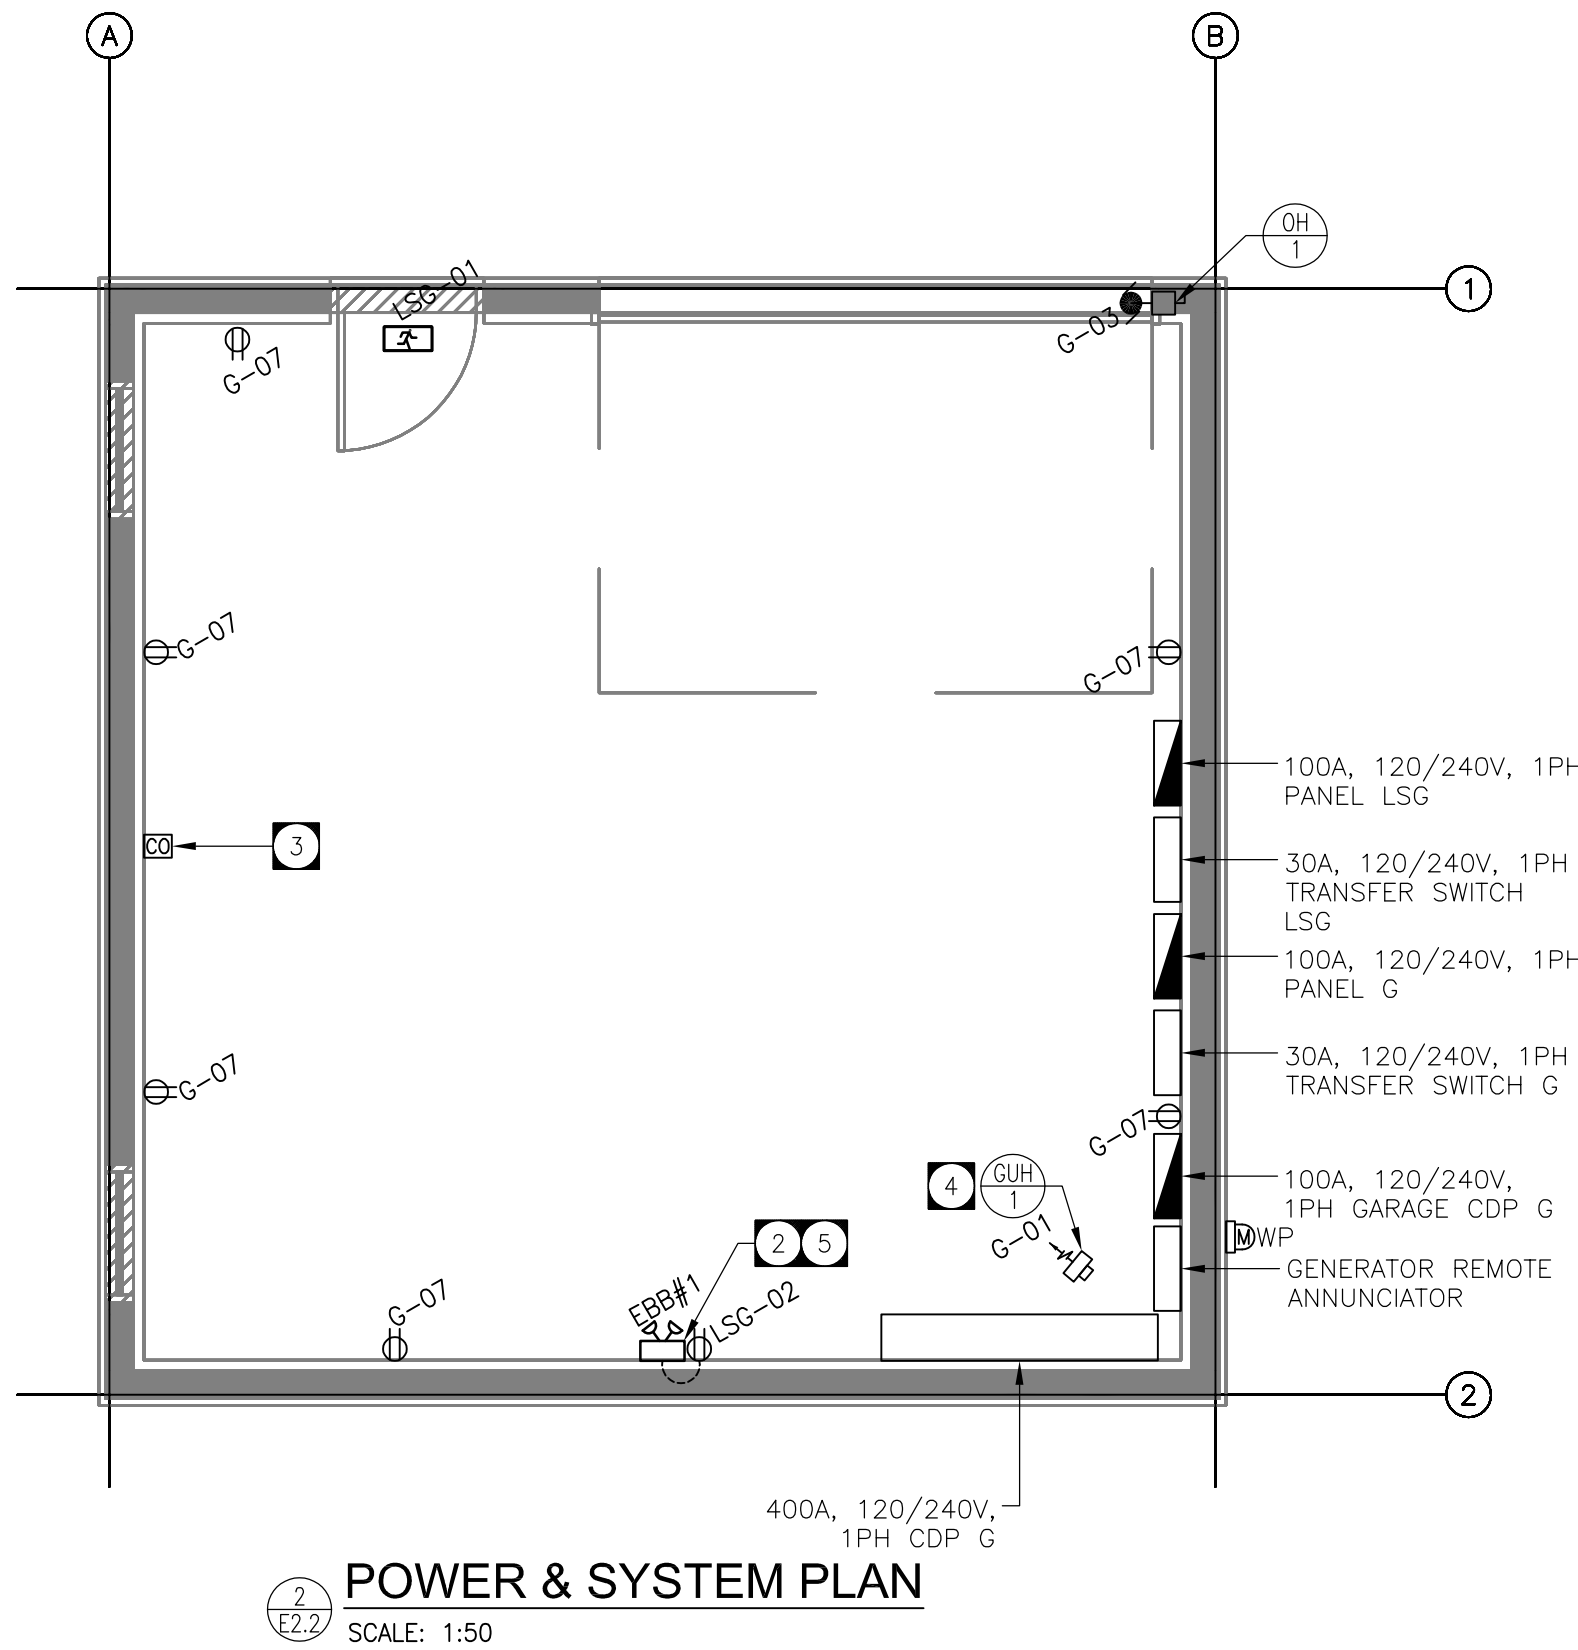 A
B
OH
1
1
LSG-01
G-03
G-07
G-07
G-07
100A, 120/240V, 1PH
PANEL LSG
3
CO
30A, 120/240V, 1PH
TRANSFER SWITCH
LSG
100A, 120/240V, 1PH
PANEL G
30A, 120/240V, 1PH
TRANSFER SWITCH G
G-07
G-07
4
GUH
1
100A, 120/240V,
1PH GARAGE CDP G
G-01
2
5
M
WP
GENERATOR REMOTE
ANNUNCIATOR
G-07
EBB#1
LSG-02
2
400A, 120/240V,
1PH CDP G
2
E2.2
POWER & SYSTEM PLAN
SCALE: 1:50